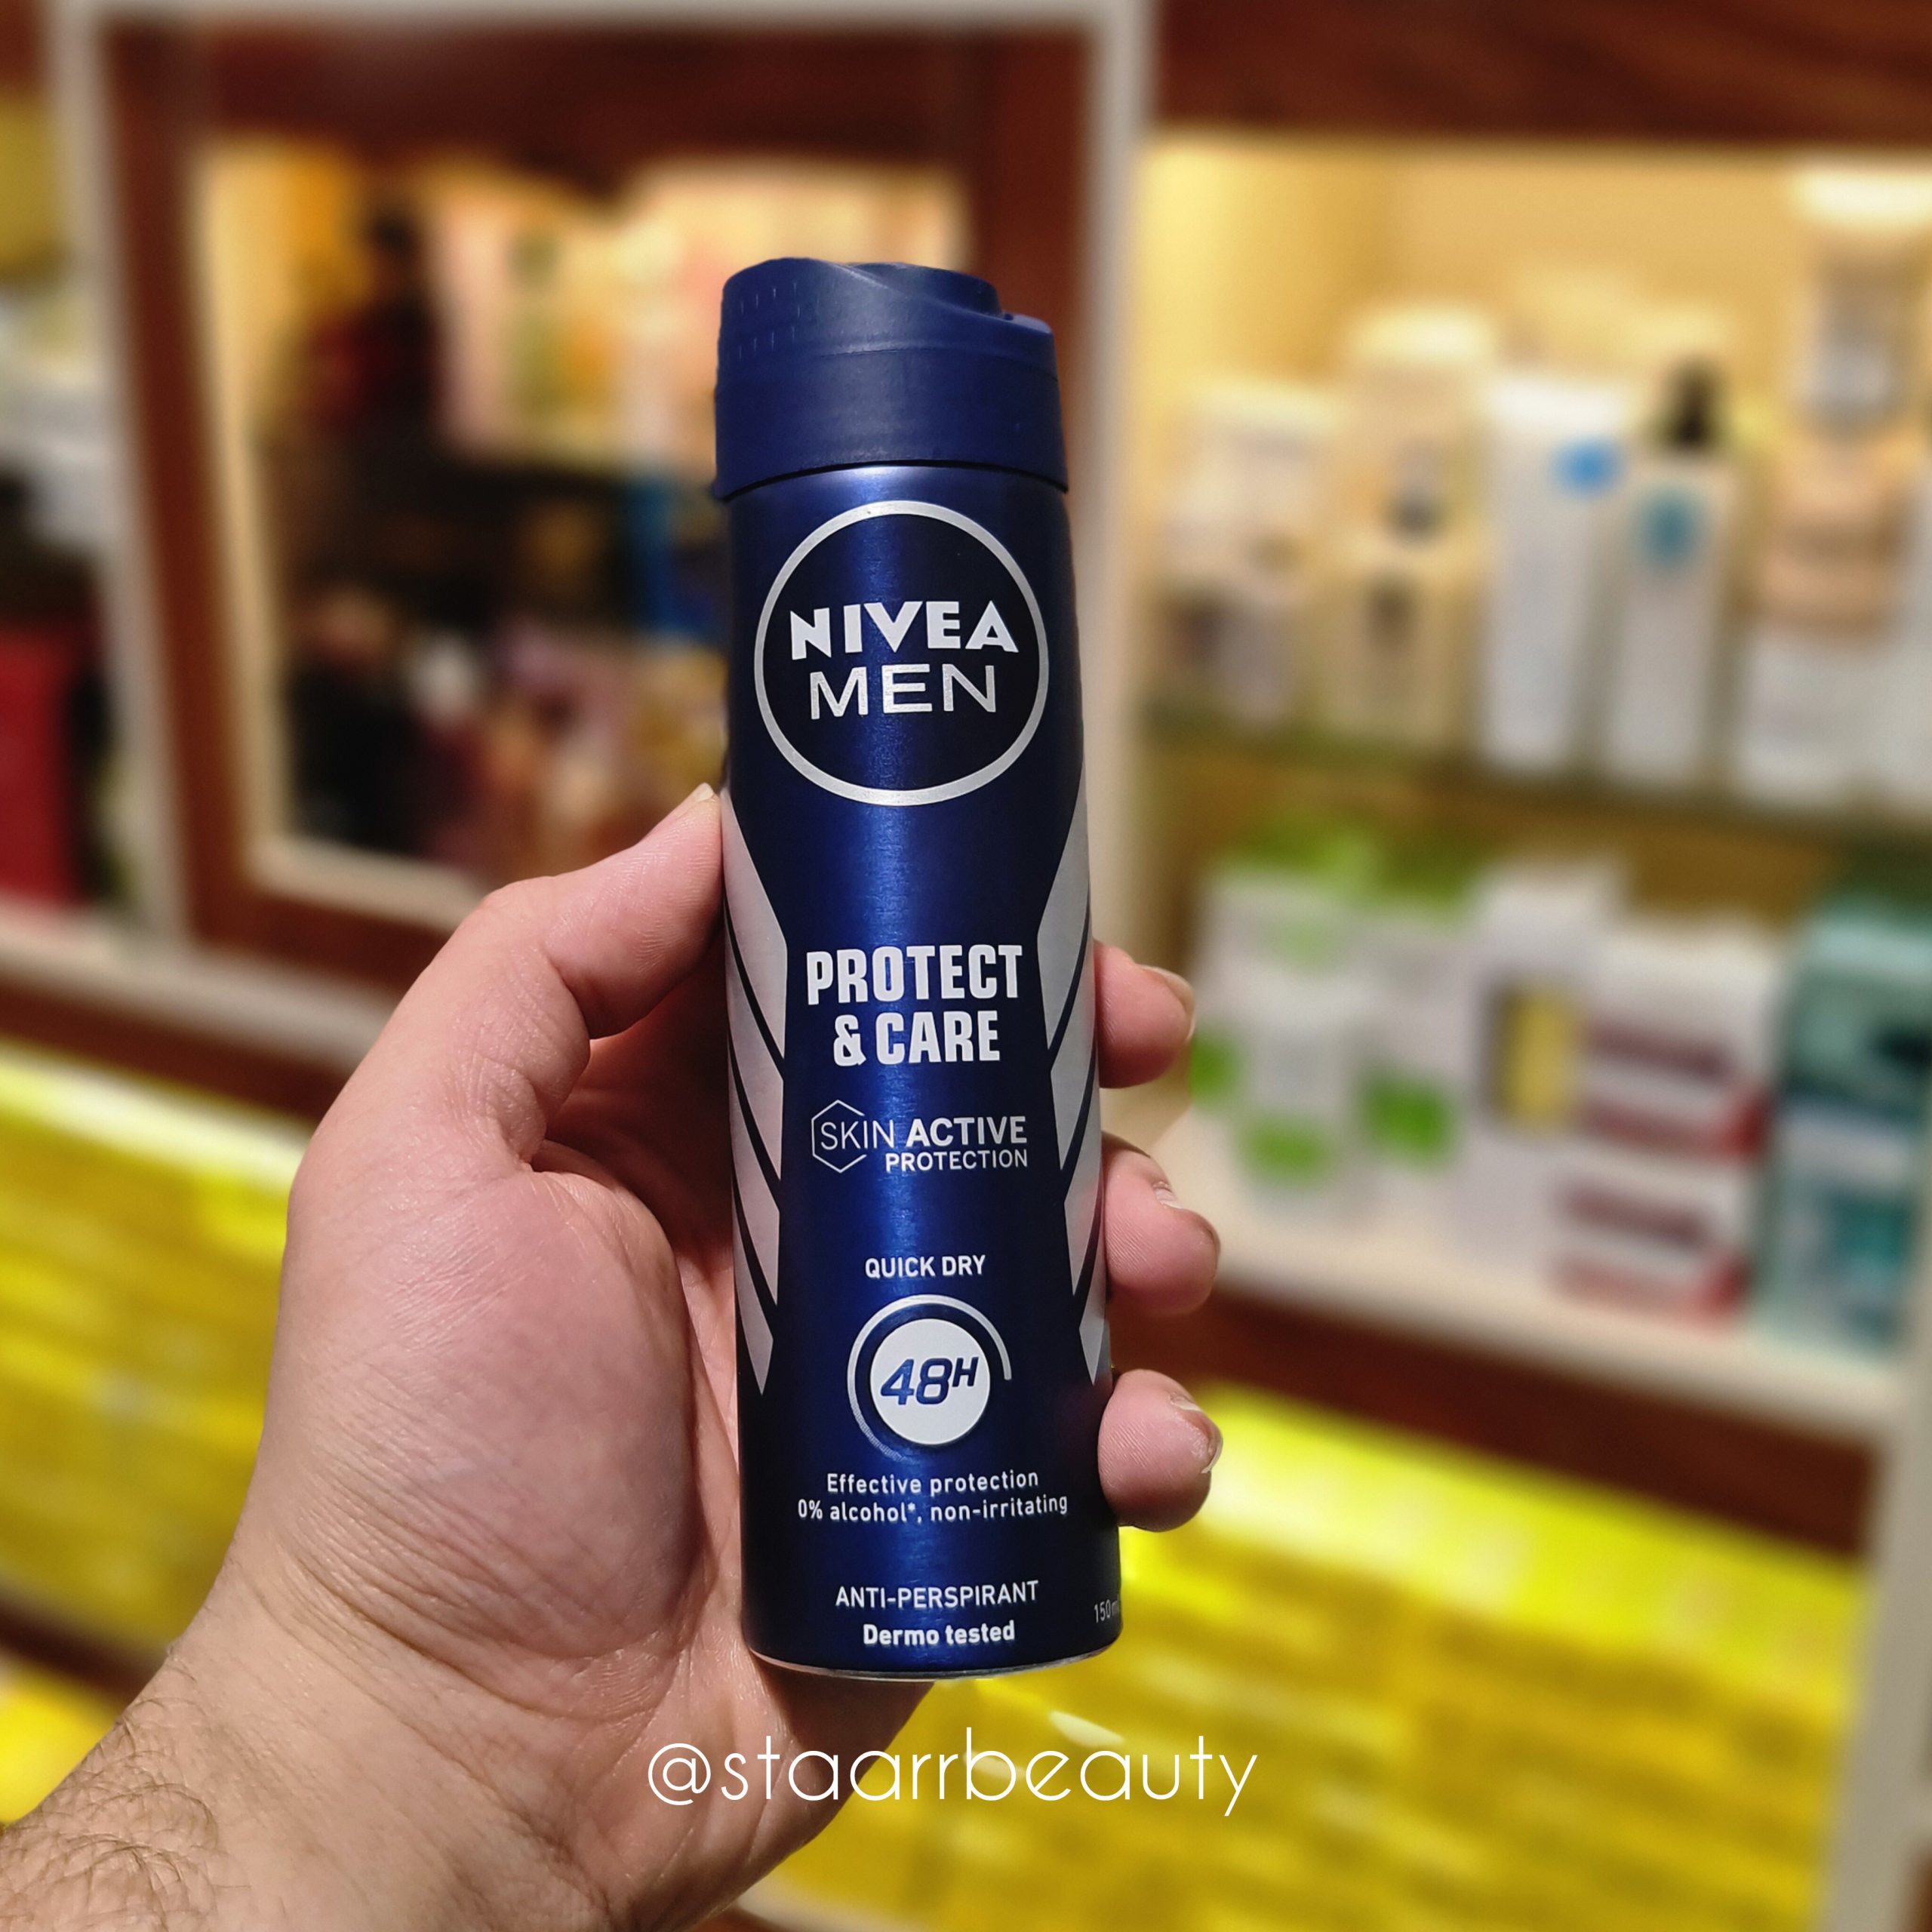 NIVEA
MEN
PROTECT
& CARE
SKIN ACTIVE
PROTECTION
QUICK DRY
48H
Effective protection
0% alcohol*, non-irritating
ANTI-PERSPIRANT
150m
Dermo tested
@staarrbeauty